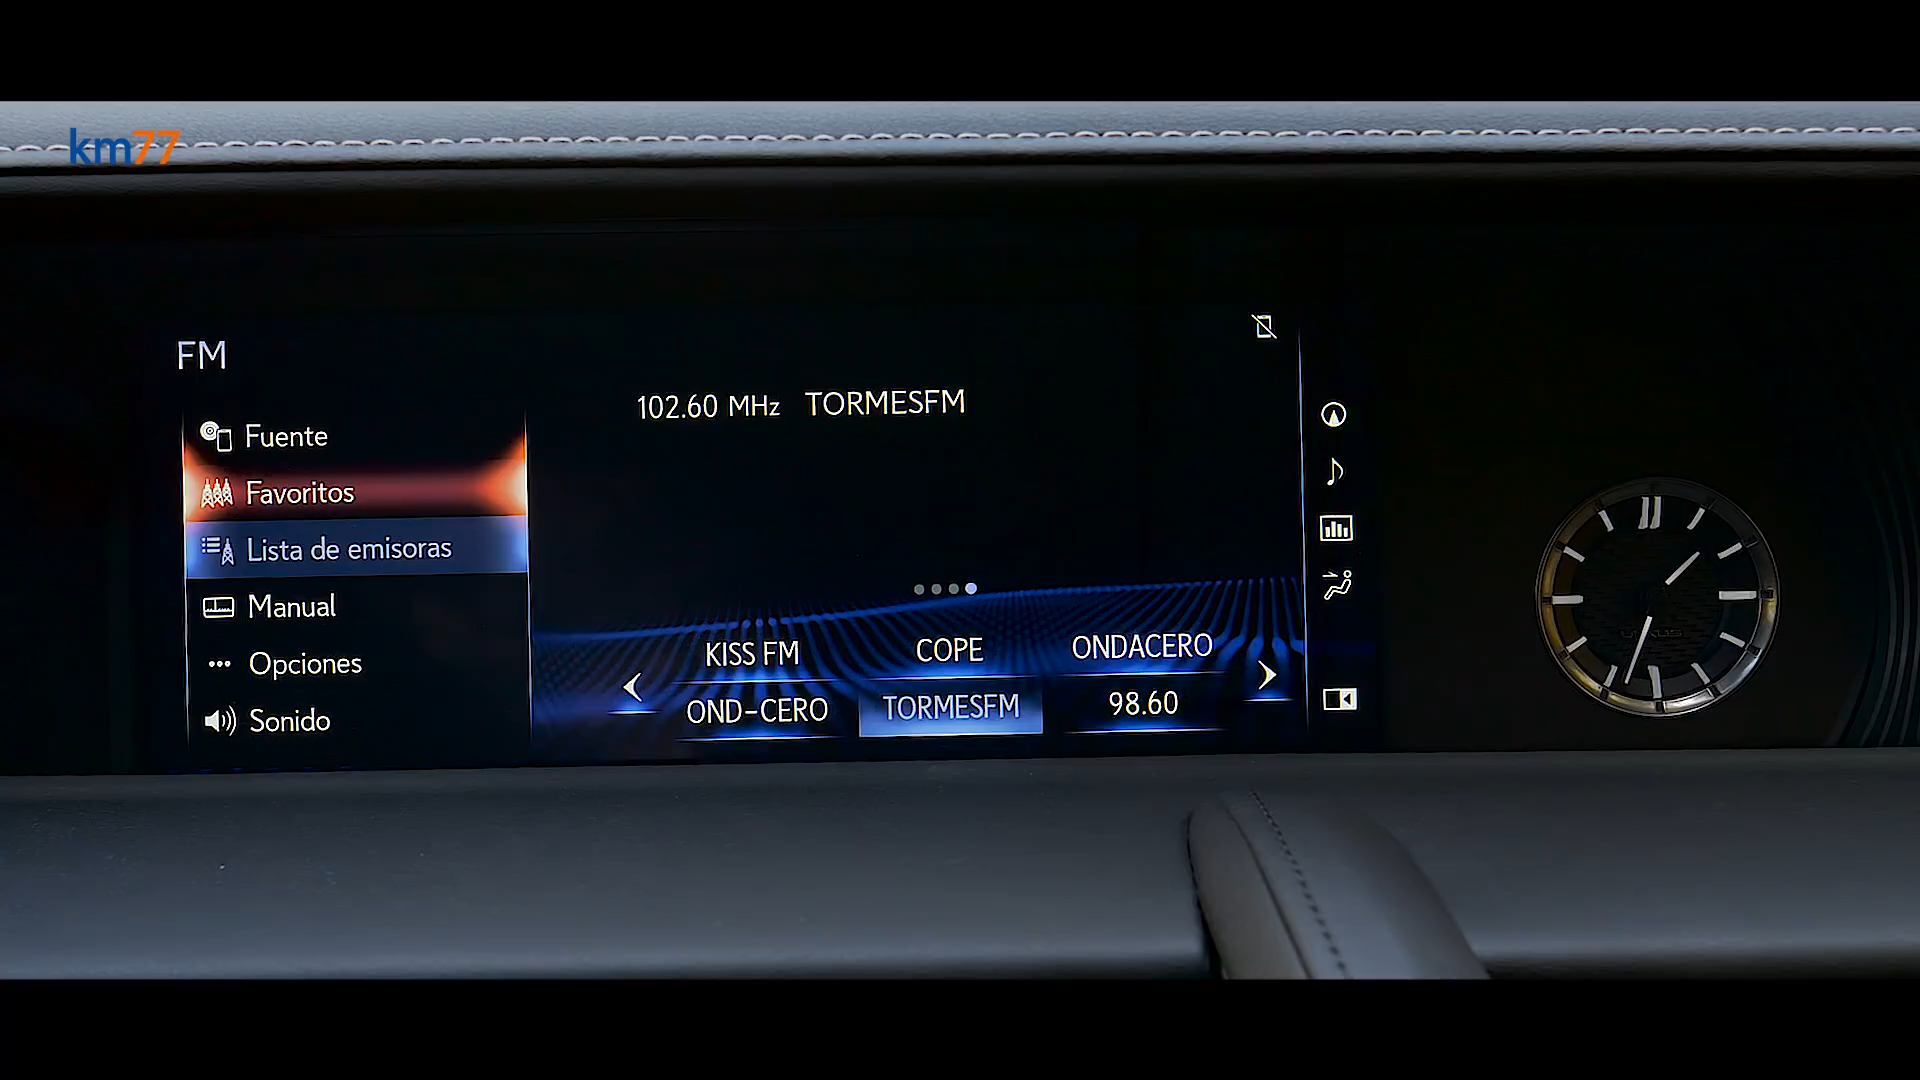 km77
FM
102.60 MHz TORMESFM
Fuente
Favoritos
Lista de emisoras
Manual
Opciones
Sonido
KISS FM COPE ONDACERO
OND-CERO TORMESFM 98.60